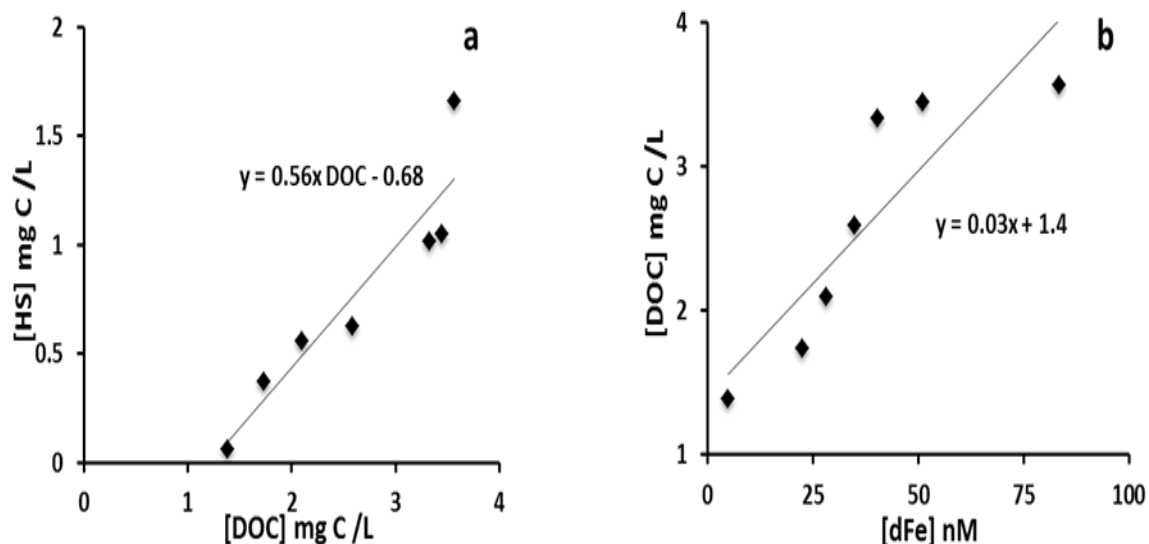 a
2
1.5
1
0.5
0
[HS] mg C /L
y = 0.56x DOC - 0.68
0 1 2 3 4
[DOC] mg C /L
b
4
3
2
1
[DOC] mg C /L
y = 0.03x + 1.4
0 25 50 75 100
[dFe] nM